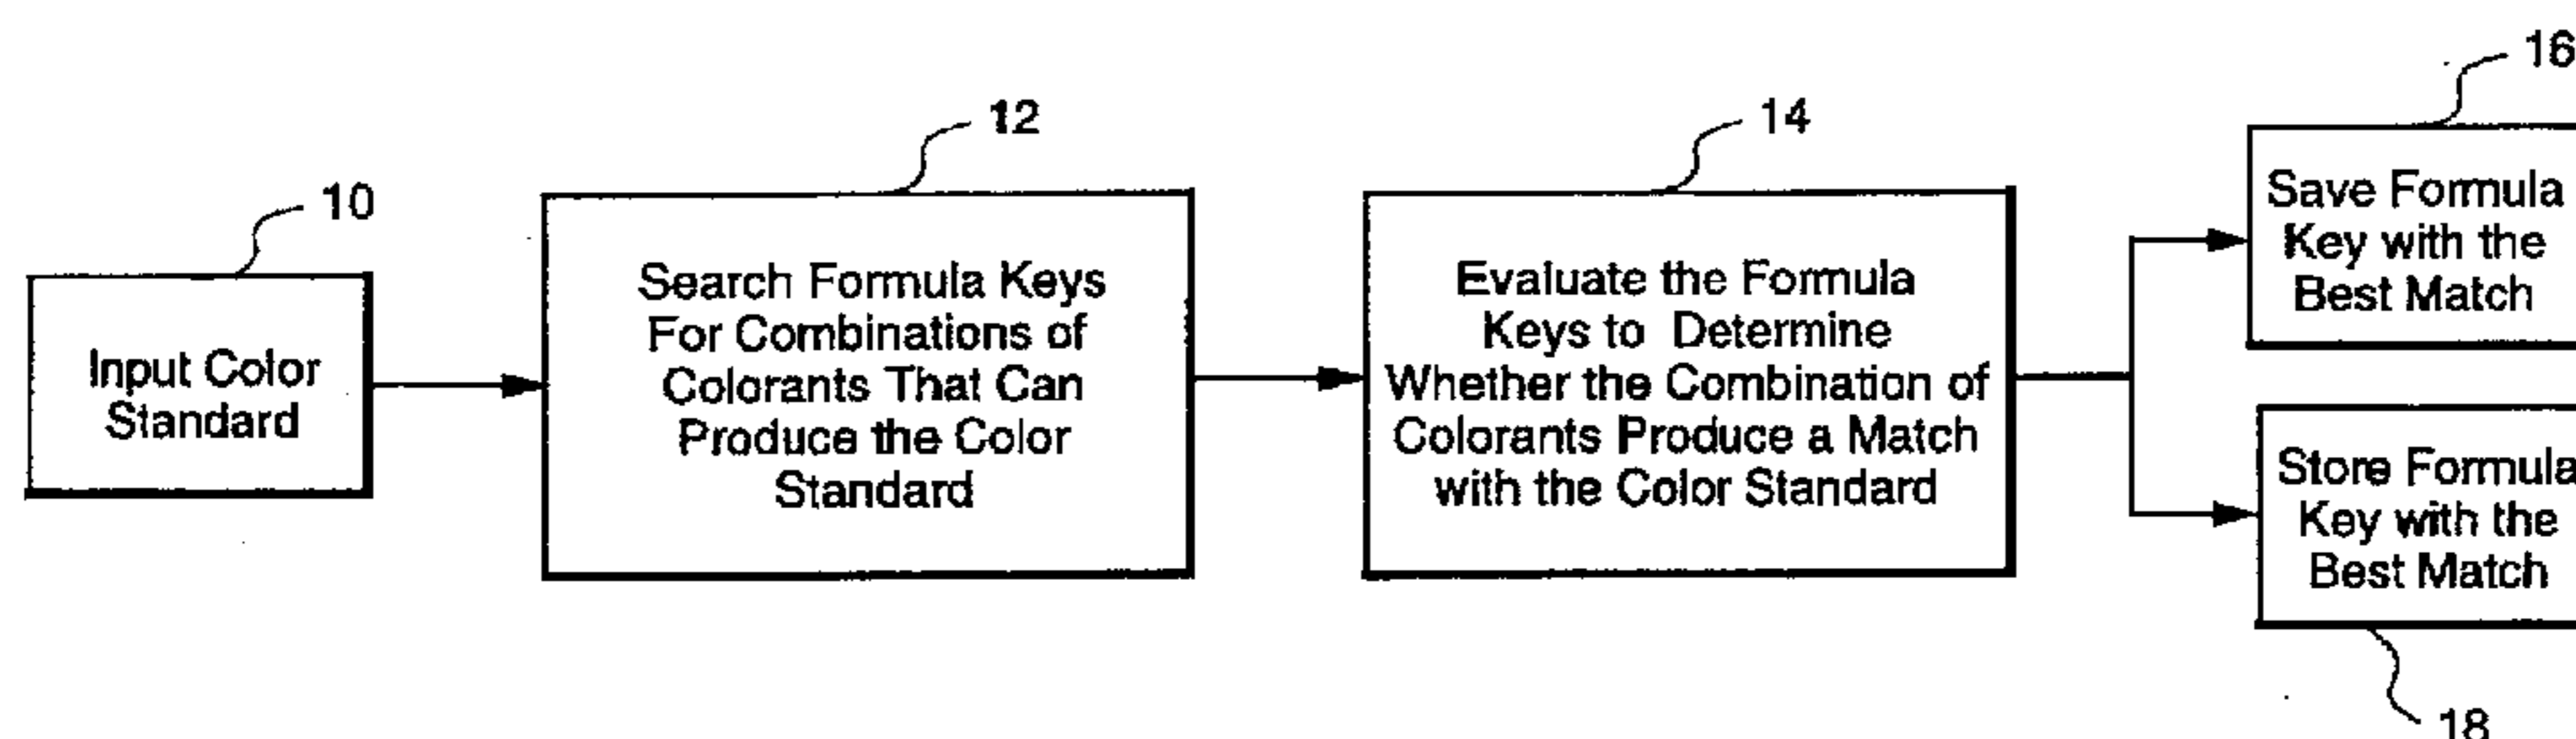 10
Input Color
Standard
12
Search Formula Keys
For Combinations of
Colorants That Can
Produce the Color
Standard
14
Evaluate the Formula
Keys to Determine
Whether the Combination of
Colorants Produce a Match
with the Color Standard
16
Save Formula
Key with the
Best Match
Store Formula
Key with the
Best Match
18